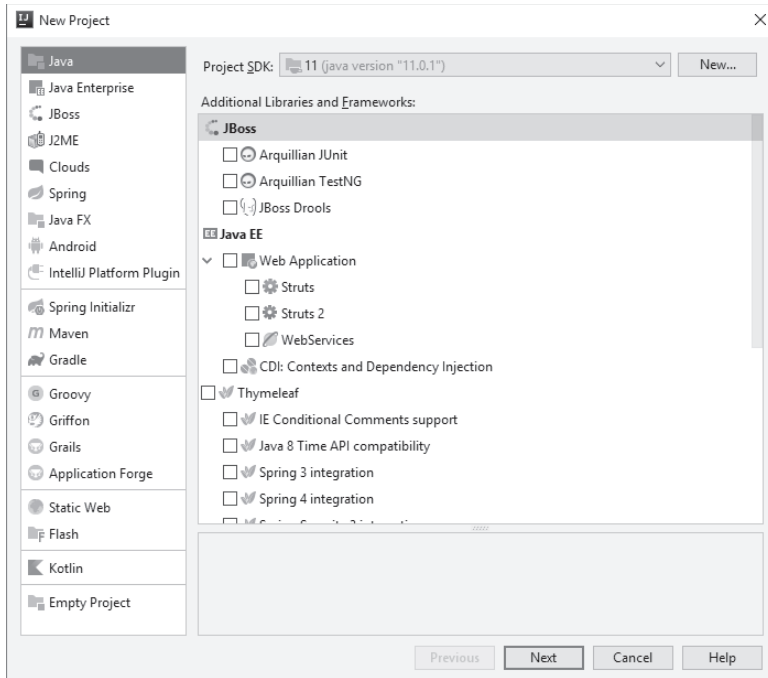 New Project
Java
Java Enterprise
JBoss
J2ME
Clouds
Spring
Java FX
Android
IntelliJ Platform Plugin
Spring Initializr
Maven
Gradle
Groovy
Griffon
Grails
Application Forge
Static Web
Flash
Kotlin
Empty Project
Project SDK: 11 (java version "11.0.1") New...
Additional Libraries and Frameworks:
JBoss
Arquillian JUnit
Arquillian TestNG
JBoss Drools
Java EE
Web Application
Struts
Struts 2
WebServices
CDI: Contexts and Dependency Injection
Thymeleaf
IE Conditional Comments support
Java 8 Time API compatibility
Spring 3 integration
Spring 4 integration
Previous Next Cancel Help